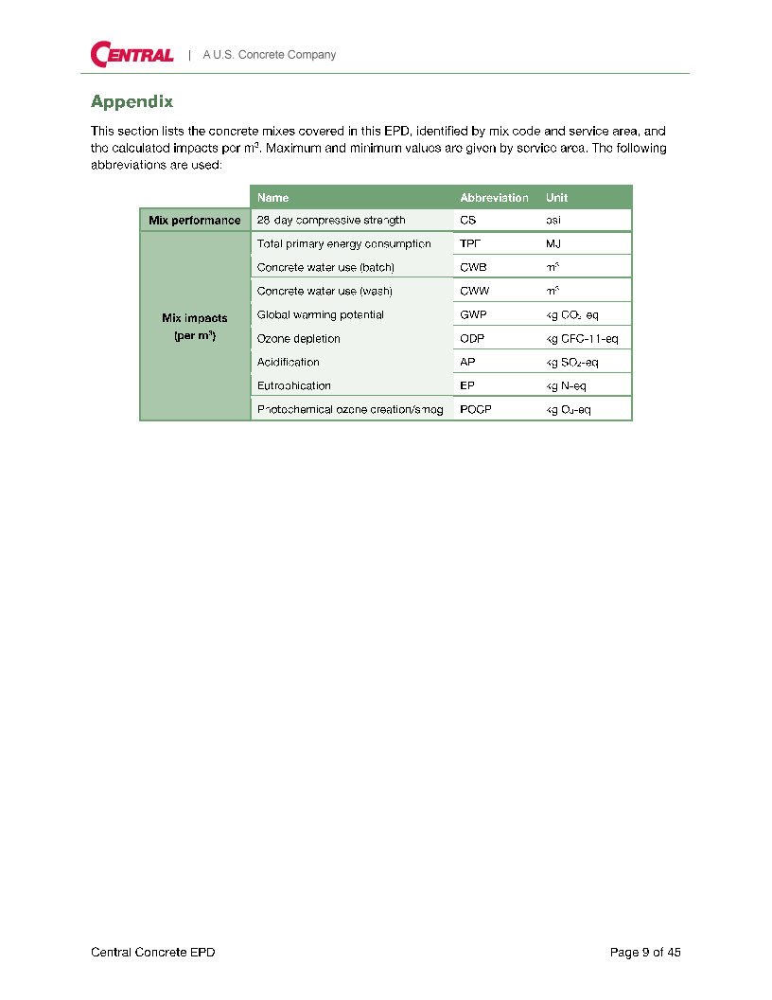 CENTRAL | A U.S. Concrete Company
Appendix
This section lists the concrete mixes covered in this EPD, identified by mix code and service area, and
the calculated impacts per m³. Maximum and minimum values are given by service area. The following
abbreviations are used:
Name Abbreviation Unit
Mix performance 28-day compressive strength CS psi
Total primary energy consumption TPE MJ
Concrete water use (batch) CWB m³
Concrete water use (wash) CWW m³
Mix impacts
(per m³)
Global warming potential GWP kg CO₂-eq
Ozone depletion ODP kg CFC-11-eq
Acidification AP kg SO₂-eq
Eutrophication EP kg N-eq
Photochemical ozone creation/smog POCP kg O₃-eq
Central Concrete EPD Page 9 of 45